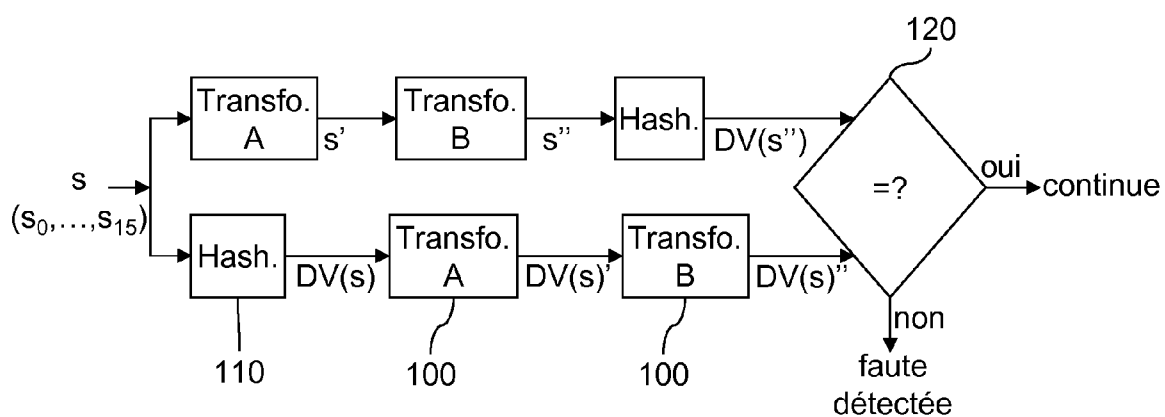 120
Transfo.
A
s'
Transfo.
B
s''
Hash.
DV(s'')
s
(s0,...,s15)
=?
oui
continue
Hash.
DV(s)
Transfo.
A
DV(s)'
Transfo.
B
DV(s)''
non
110
100
100
faute
détectée